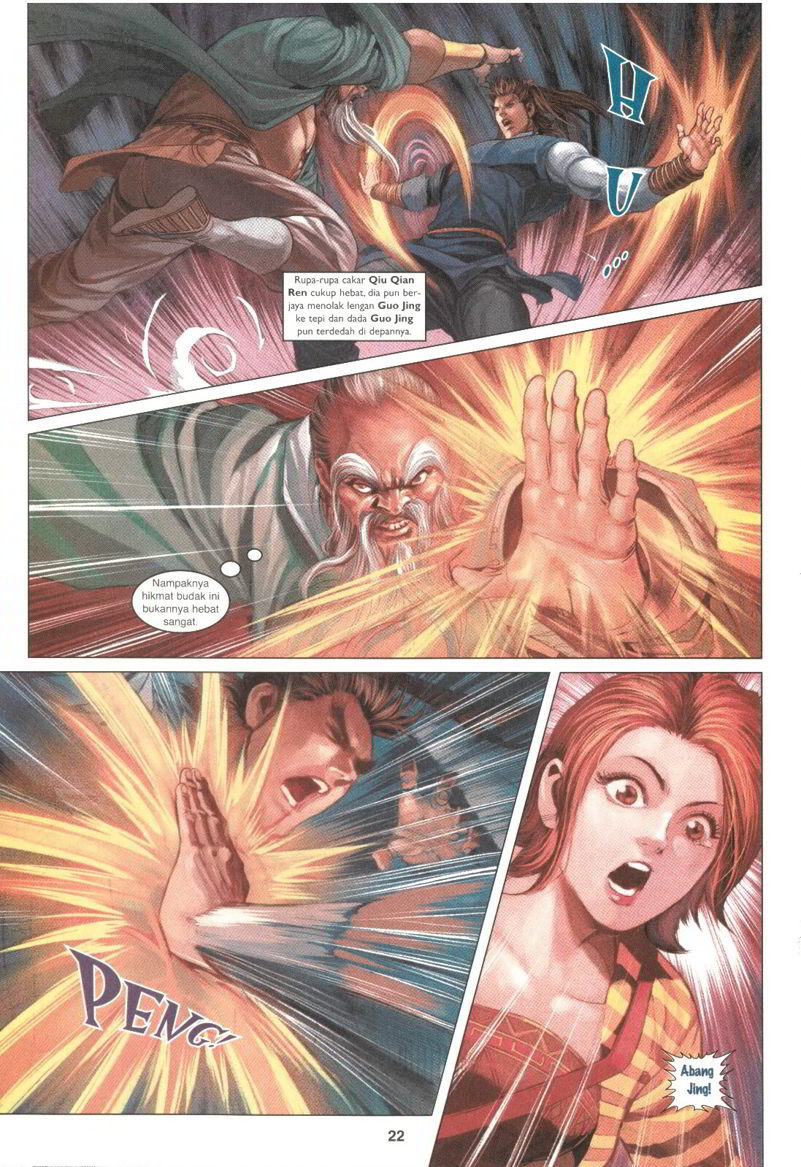 HU...
Rupa-rupa cakar Qiu Qian
Ren cukup hebat, dia pun ber-
jaya menolak lengan Guo Jing
ke tepi dan dada Guo Jing
pun terdedah di depannya.
Nampaknya
hikmat budak ini
bukannya hebat
sangat.
PENG!
Abang
Jing!
22